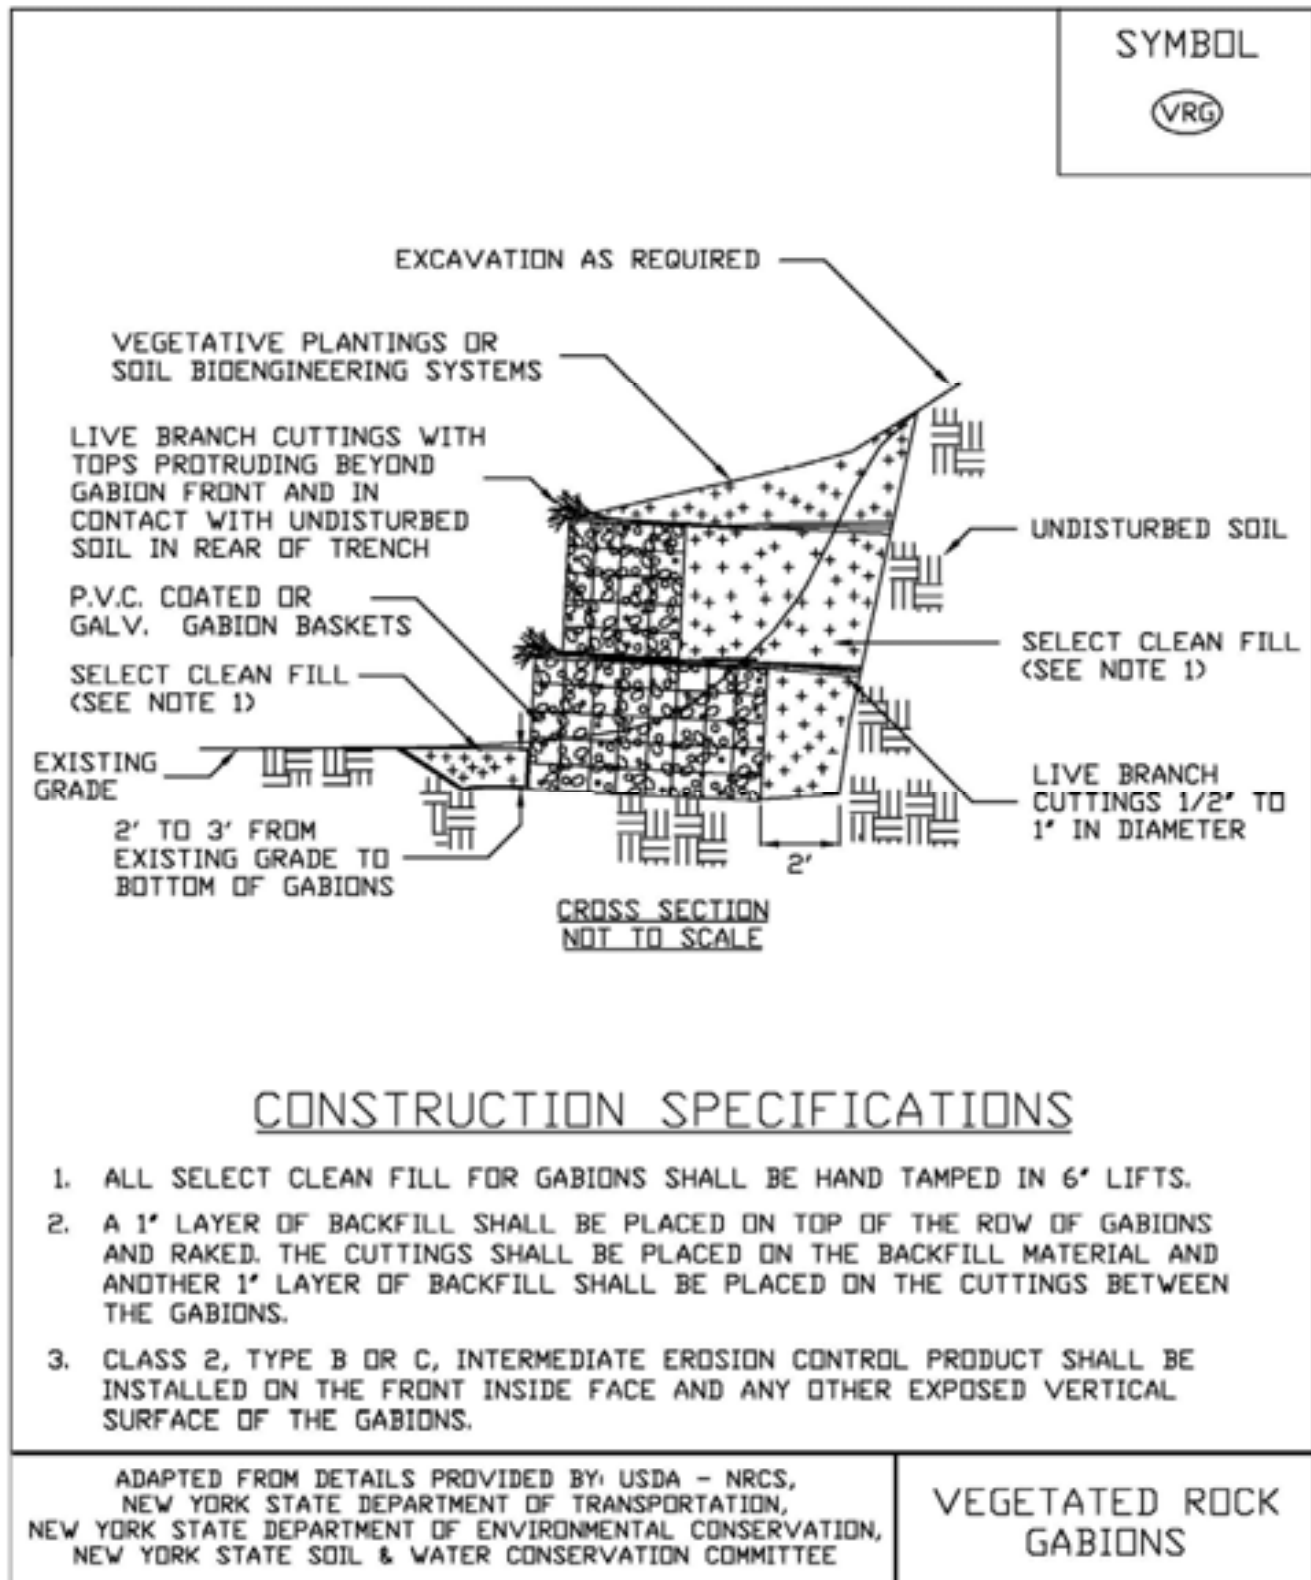 SYMBOL
VRG
EXCAVATION AS REQUIRED
VEGETATIVE PLANTINGS OR
SOIL BIOENGINEERING SYSTEMS
LIVE BRANCH CUTTINGS WITH
TOPS PROTRUDING BEYOND
GABION FRONT AND IN
CONTACT WITH UNDISTURBED
SOIL IN REAR OF TRENCH
UNDISTURBED SOIL
P.V.C. COATED OR
GALV. GABION BASKETS
SELECT CLEAN FILL
(SEE NOTE 1)
SELECT CLEAN FILL
(SEE NOTE 1)
EXISTING
GRADE
LIVE BRANCH
CUTTINGS 1/2" TO
1" IN DIAMETER
2' TO 3' FROM
EXISTING GRADE TO
BOTTOM OF GABIONS
2'
CROSS SECTION
NOT TO SCALE
CONSTRUCTION SPECIFICATIONS
1. ALL SELECT CLEAN FILL FOR GABIONS SHALL BE HAND TAMPED IN 6" LIFTS.
2. A 1" LAYER OF BACKFILL SHALL BE PLACED ON TOP OF THE ROW OF GABIONS
AND RAKED. THE CUTTINGS SHALL BE PLACED ON THE BACKFILL MATERIAL AND
ANOTHER 1" LAYER OF BACKFILL SHALL BE PLACED ON THE CUTTINGS BETWEEN
THE GABIONS.
3. CLASS 2, TYPE B OR C, INTERMEDIATE EROSION CONTROL PRODUCT SHALL BE
INSTALLED ON THE FRONT INSIDE FACE AND ANY OTHER EXPOSED VERTICAL
SURFACE OF THE GABIONS.
ADAPTED FROM DETAILS PROVIDED BY: USDA - NRCS,
NEW YORK STATE DEPARTMENT OF TRANSPORTATION,
NEW YORK STATE DEPARTMENT OF ENVIRONMENTAL CONSERVATION,
NEW YORK STATE SOIL & WATER CONSERVATION COMMITTEE
VEGETATED ROCK
GABIONS